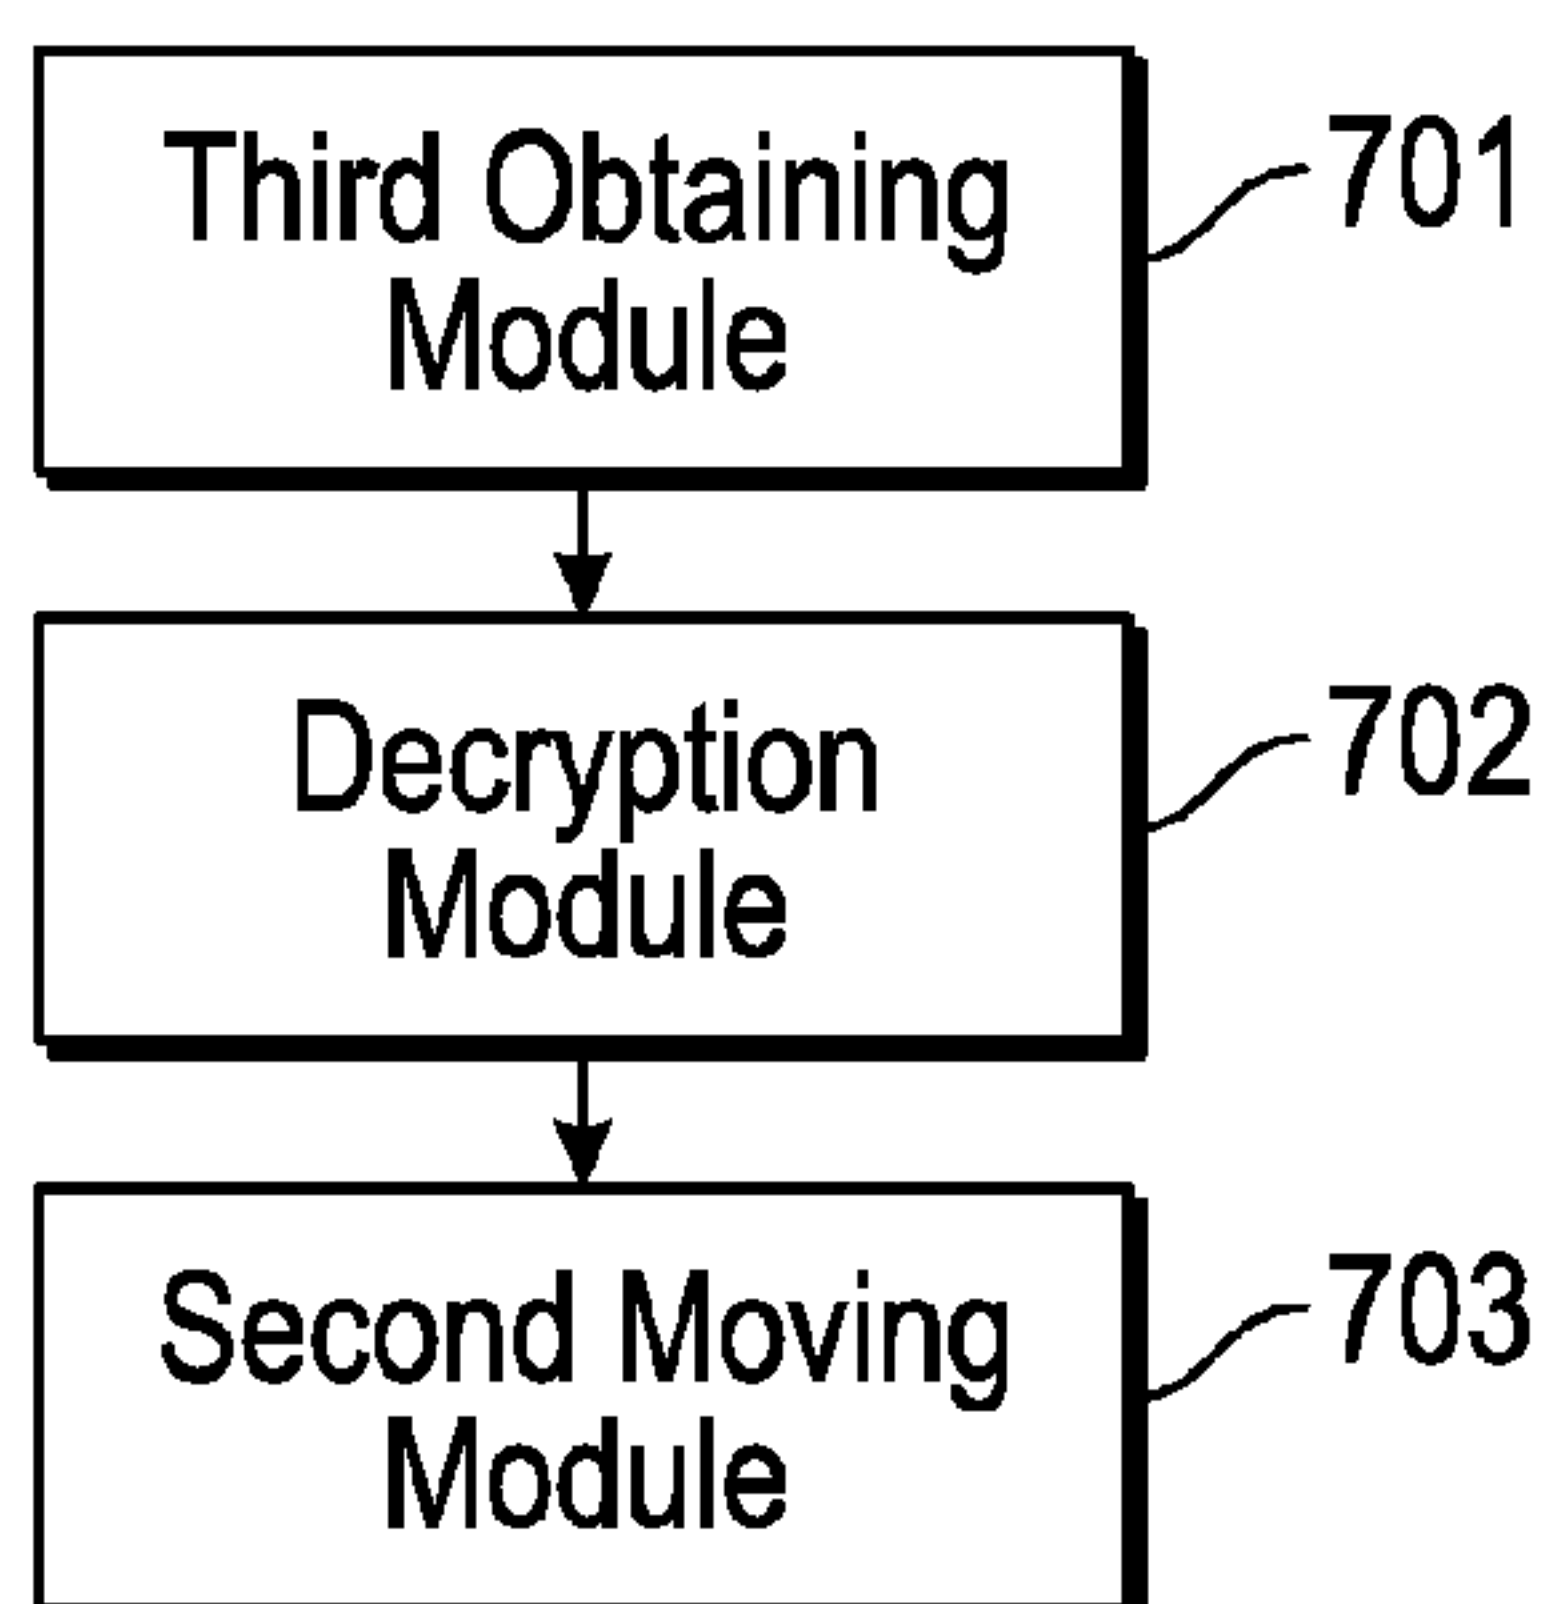 Third Obtaining
Module
701
Decryption
Module
702
Second Moving
Module
703